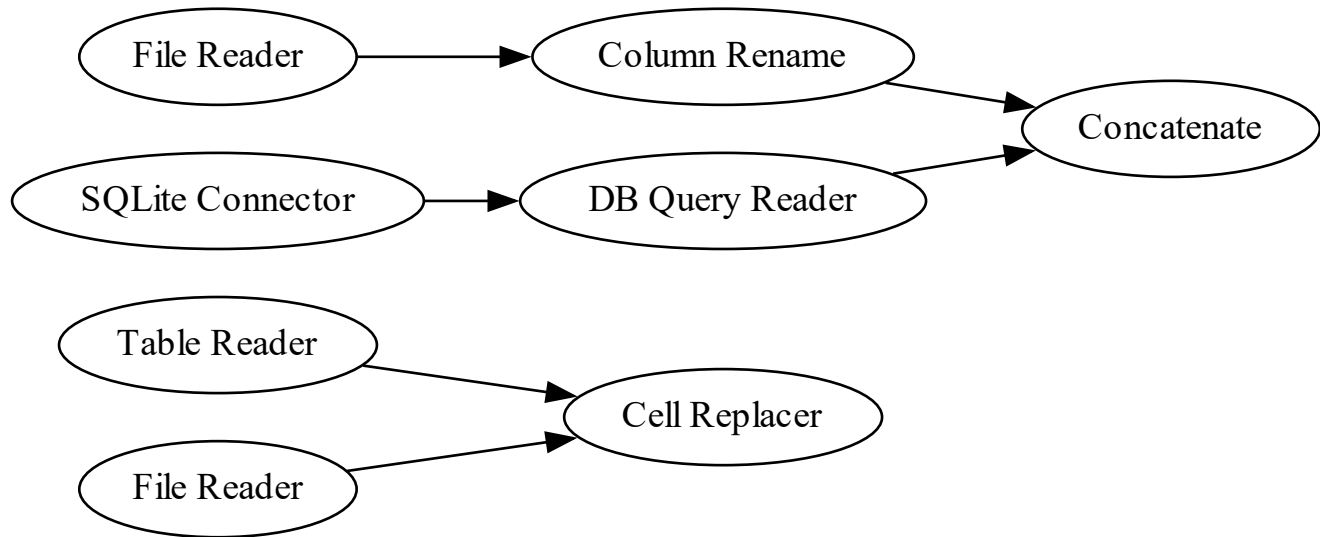 File Reader
Column Rename
Concatenate
SQLite Connector
DB Query Reader
Table Reader
Cell Replacer
File Reader